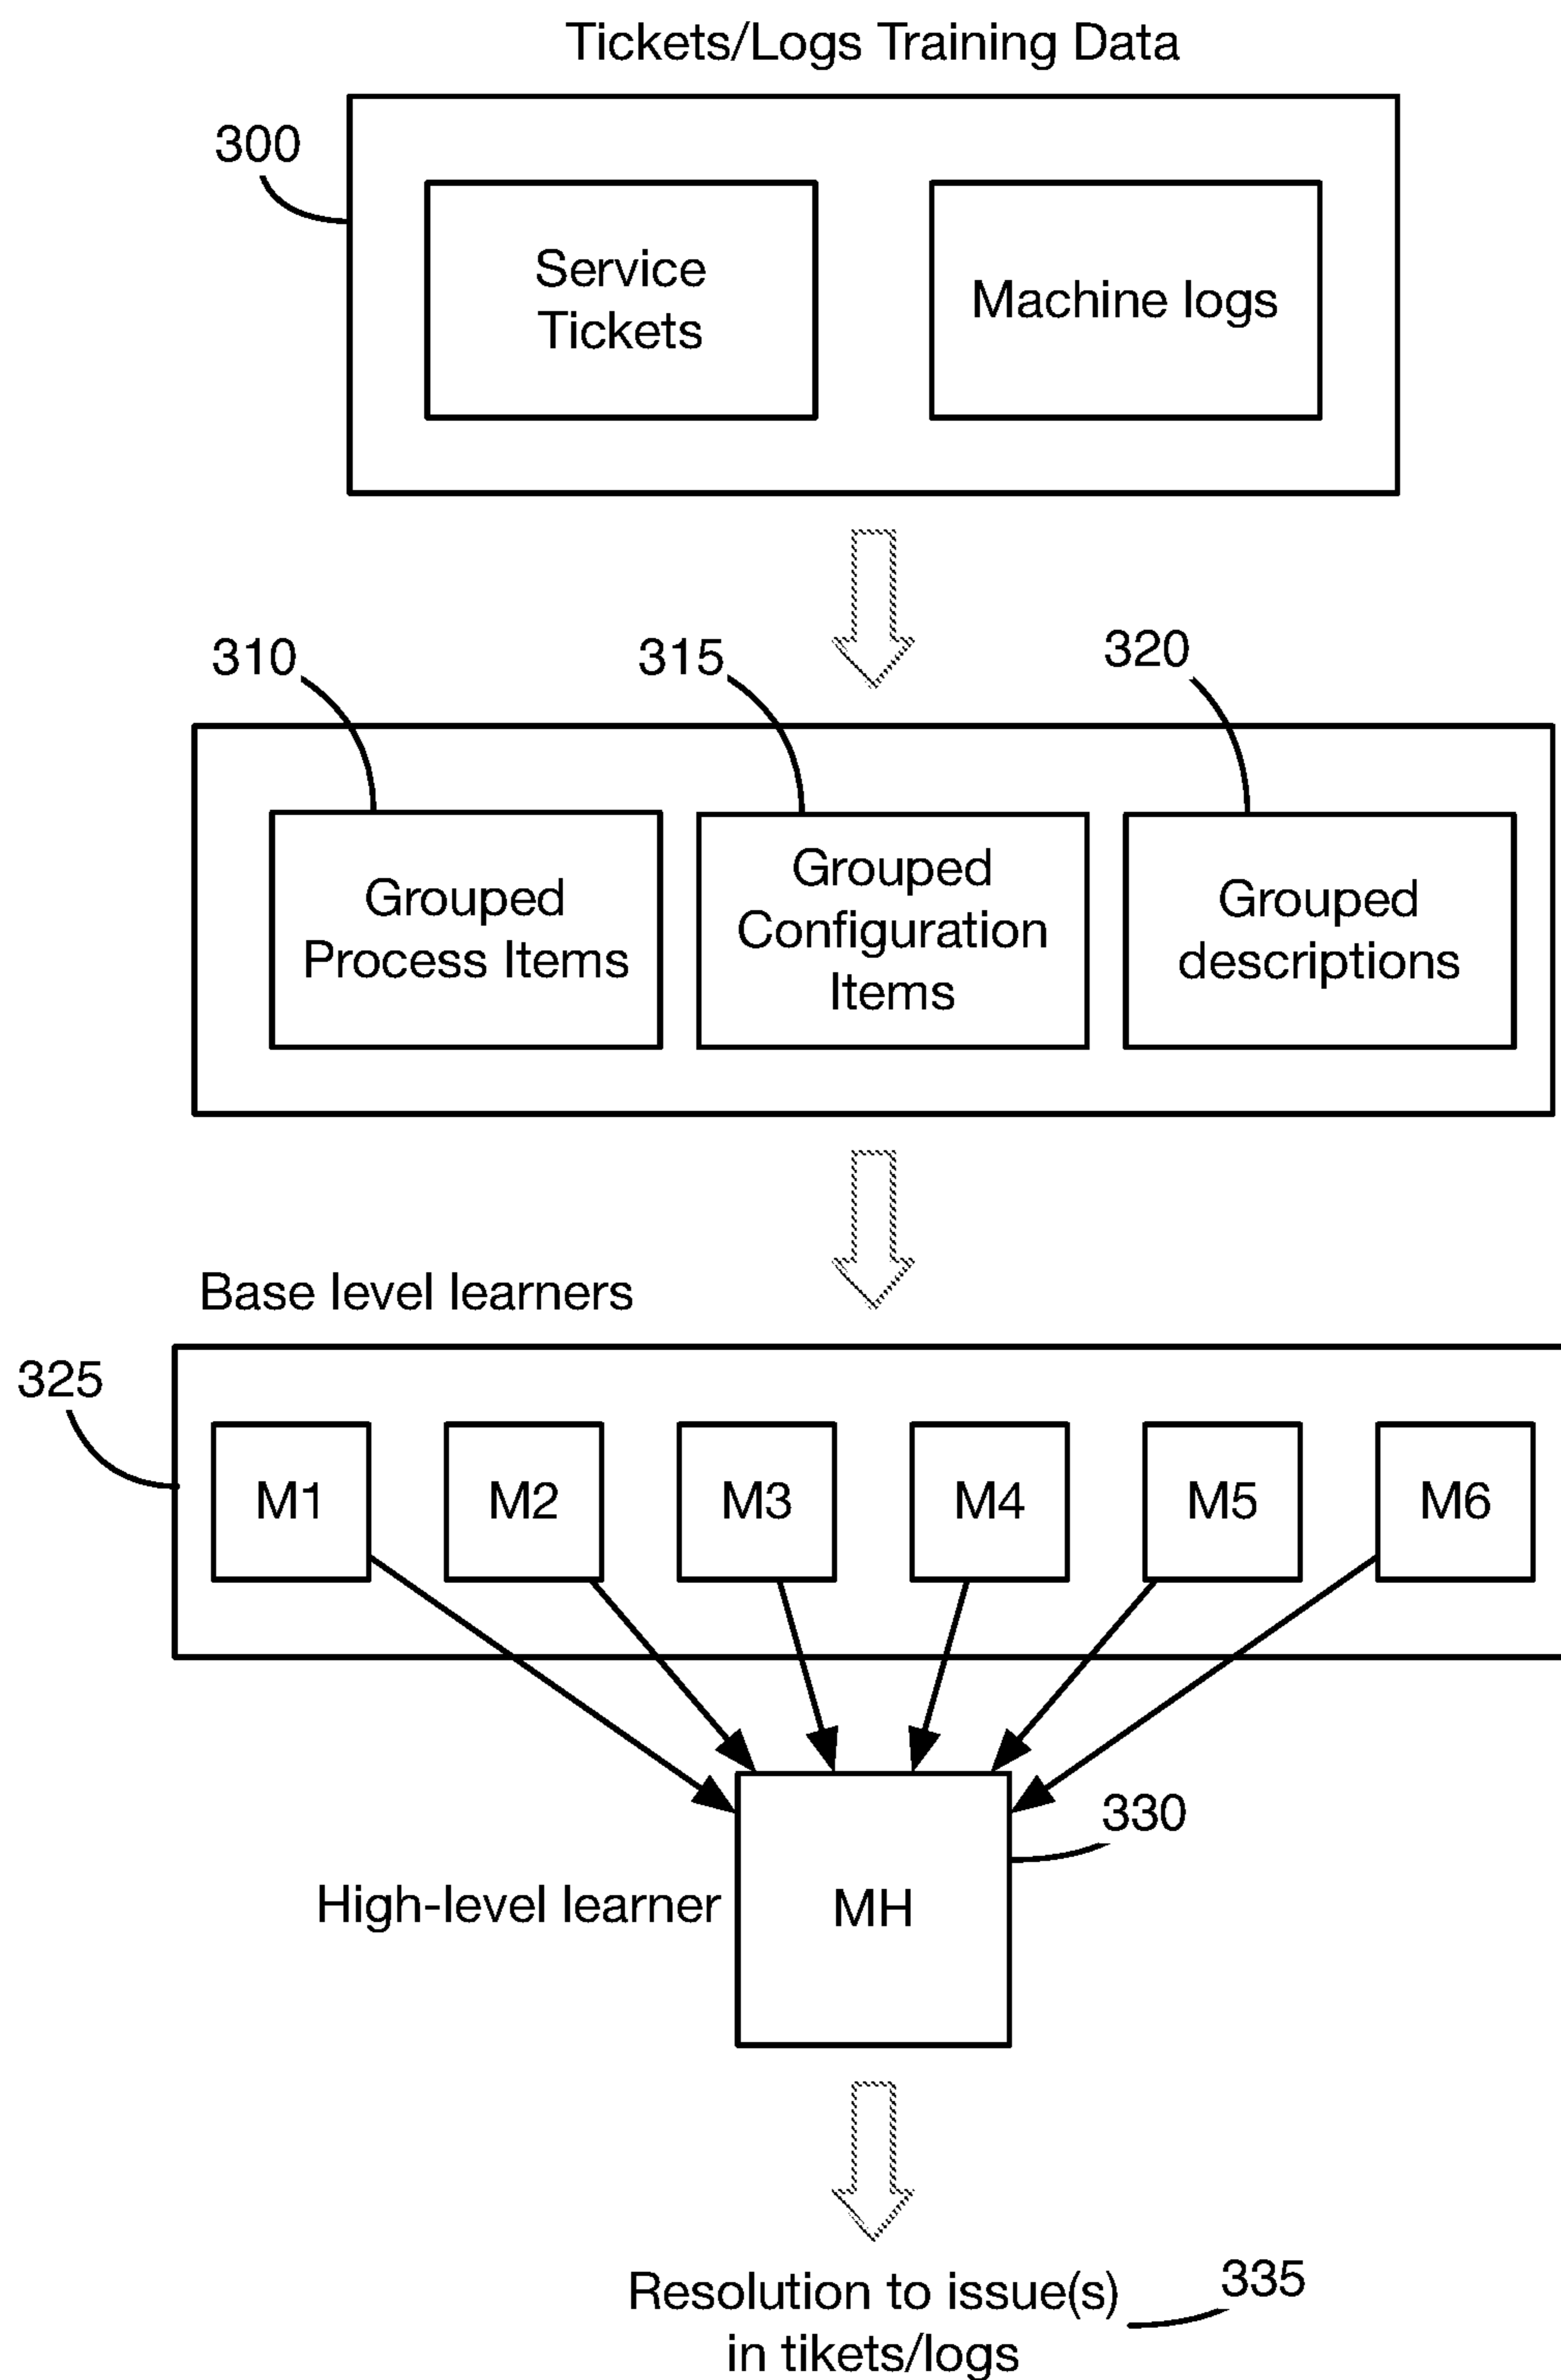 Tickets/Logs Training Data
300
Service
Tickets
Machine logs
310
315
320
Grouped
Process Items
Grouped
Configuration
Items
Grouped
descriptions
Base level learners
325
M1
M2
M3
M4
M5
M6
330
High-level learner
MH
Resolution to issue(s)
in tikets/logs
335